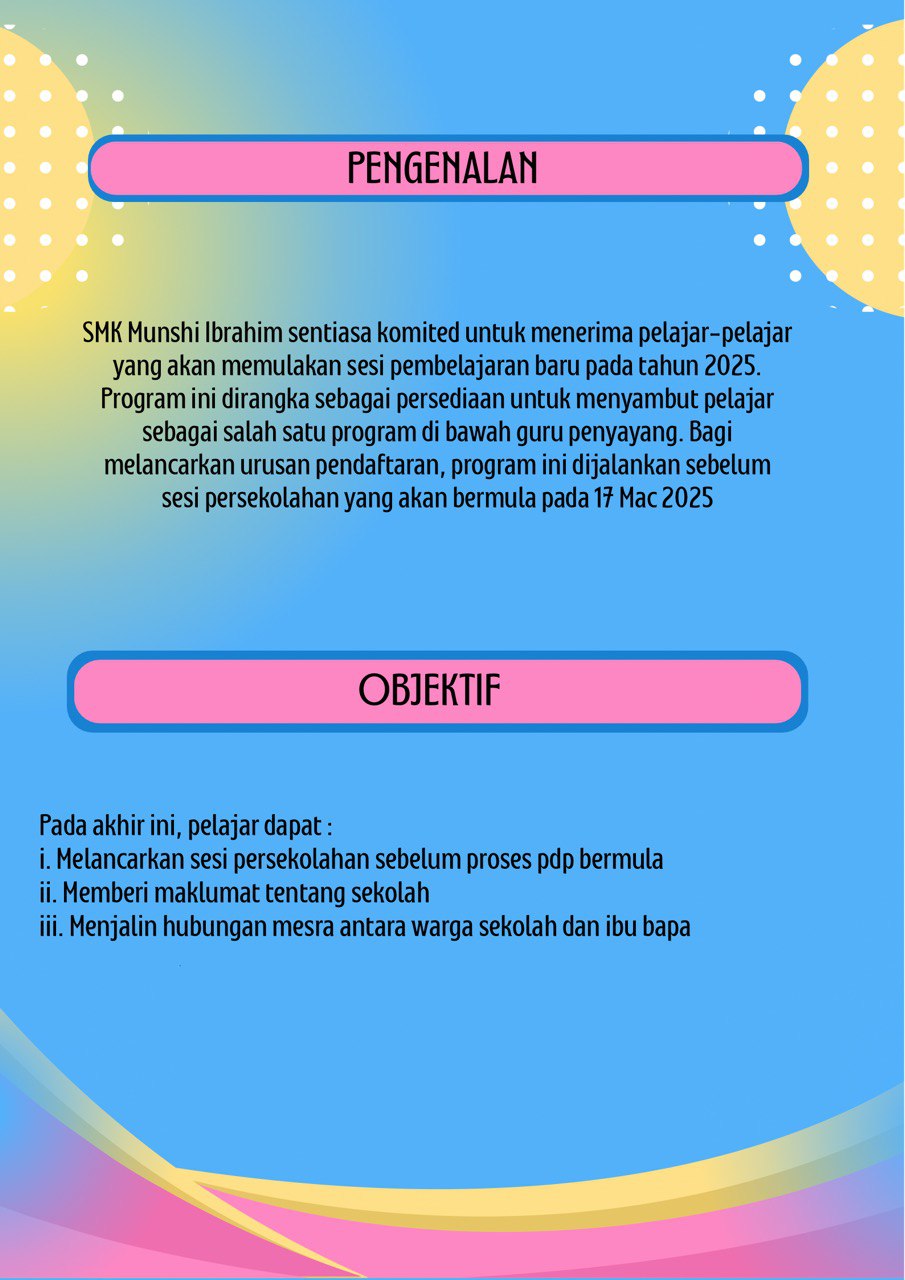 PENGENALAN
SMK Munshi Ibrahim sentiasa komited untuk menerima pelajar-pelajar
yang akan memulakan sesi pembelajaran baru pada tahun 2025.
Program ini dirangka sebagai persediaan untuk menyambut pelajar
sebagai salah satu program di bawah guru penyayang. Bagi
melancarkan urusan pendaftaran, program ini dijalankan sebelum
sesi persekolahan yang akan bermula pada 17 Mac 2025
OBJEKTIF
Pada akhir ini, pelajar dapat :
i. Melancarkan sesi persekolahan sebelum proses pdp bermula
ii. Memberi maklumat tentang sekolah
iii. Menjalin hubungan mesra antara warga sekolah dan ibu bapa